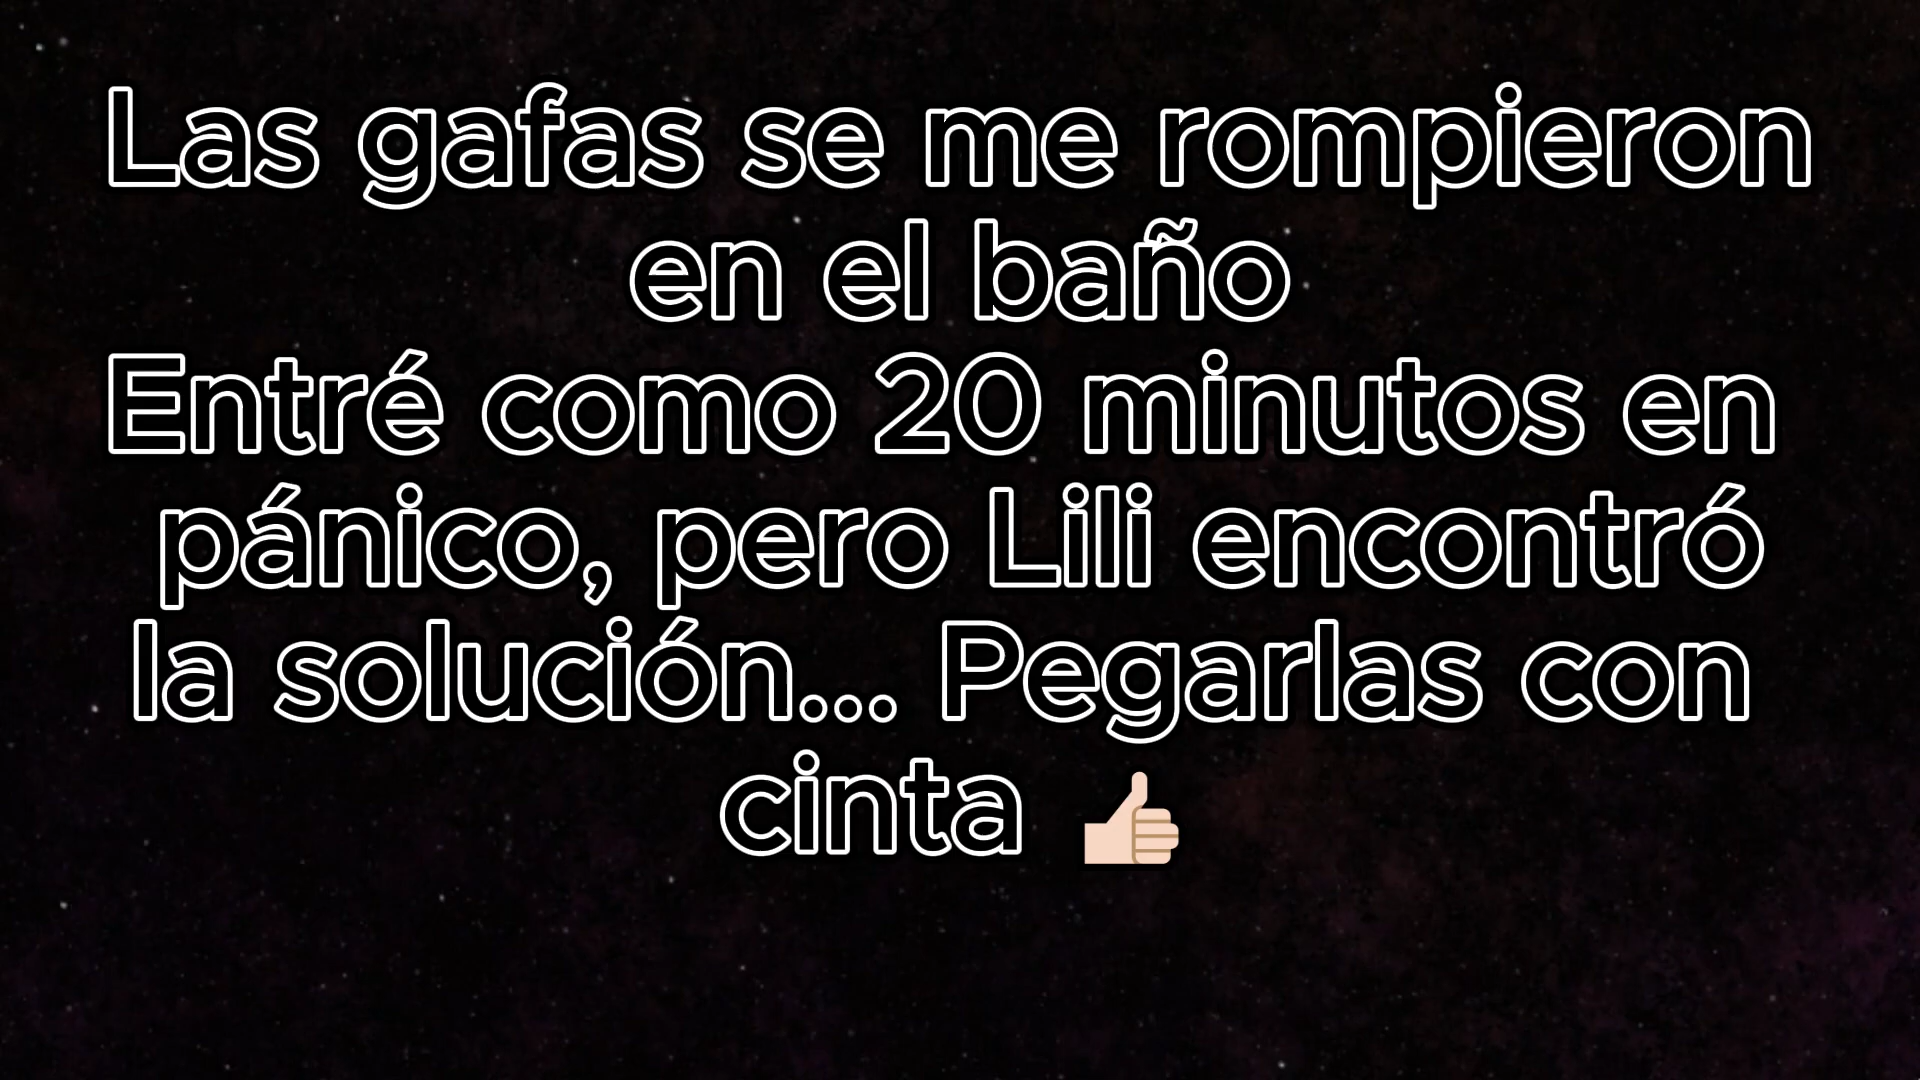 Las gafas se me rompieron
en el baño
Entré como 20 minutos en
pánico, pero Lili encontró
la solución... Pegarlas con
cinta 👍🏻